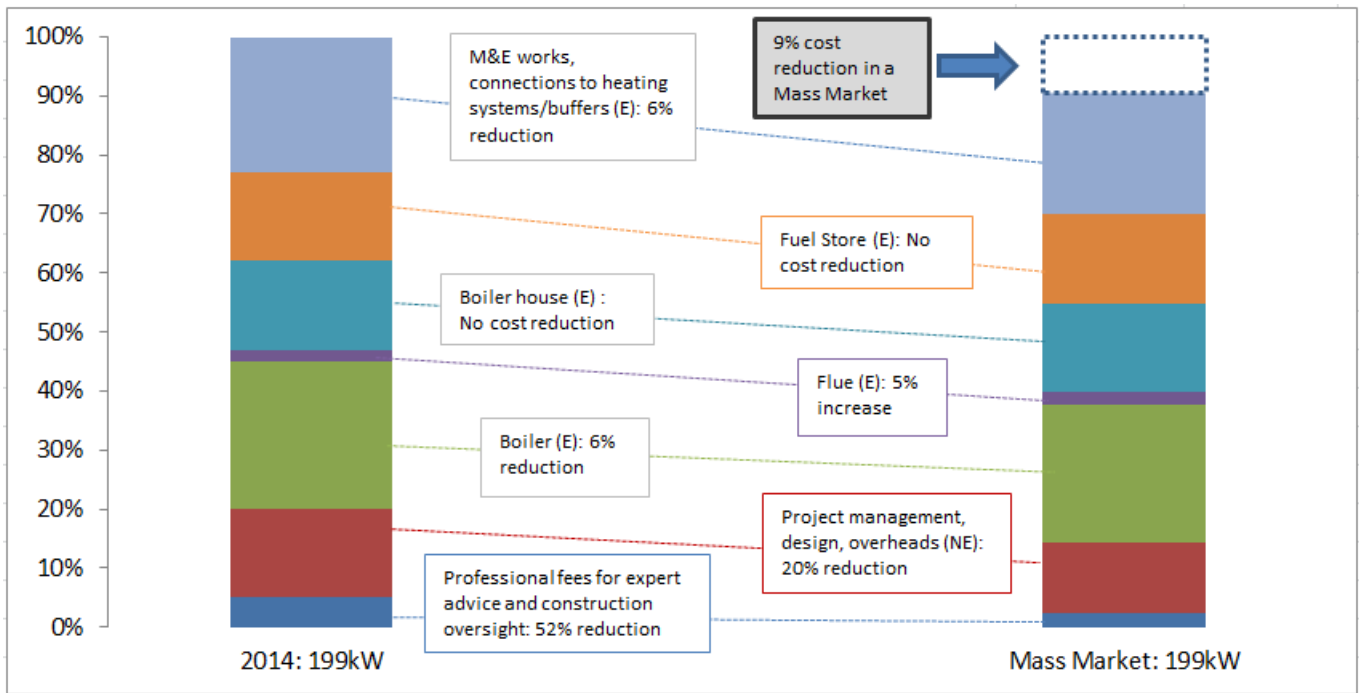 100%
90%
80%
70%
60%
50%
40%
30%
20%
10%
0%
M&E works,
connections to heating
systems/buffers (E): 6%
reduction
9% cost
reduction in a
Mass Market
Fuel Store (E): No
cost reduction
Boiler house (E) :
No cost reduction
Flue (E): 5%
increase
Boiler (E): 6%
reduction
Project management,
design, overheads (NE):
20% reduction
Professional fees for expert
advice and construction
oversight: 52% reduction
2014: 199kW
Mass Market: 199kW